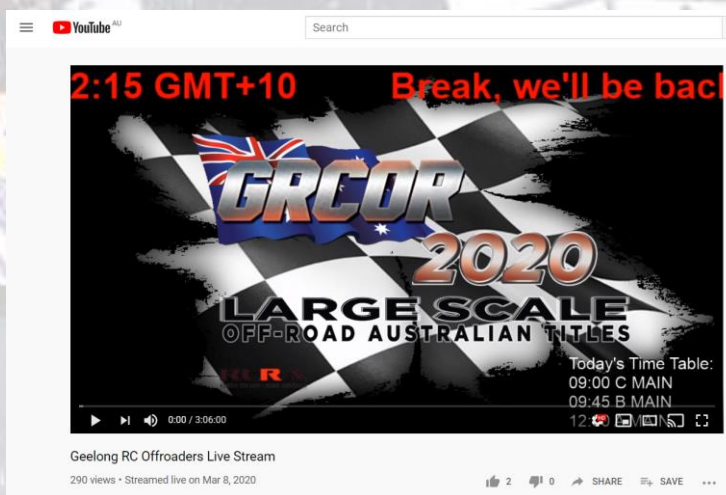 YouTube AU
Search
2:15 GMT+10 Break, we'll be back
GRCOR
2020
LARGE SCALE
OFF-ROAD AUSTRALIAN TITLES
Today's Time Table:
09:00 C MAIN
09:45 B MAIN
0:00 / 3:06:00
Geelong RC Offroaders Live Stream
290 views • Streamed live on Mar 8, 2020
2 0 SHARE SAVE